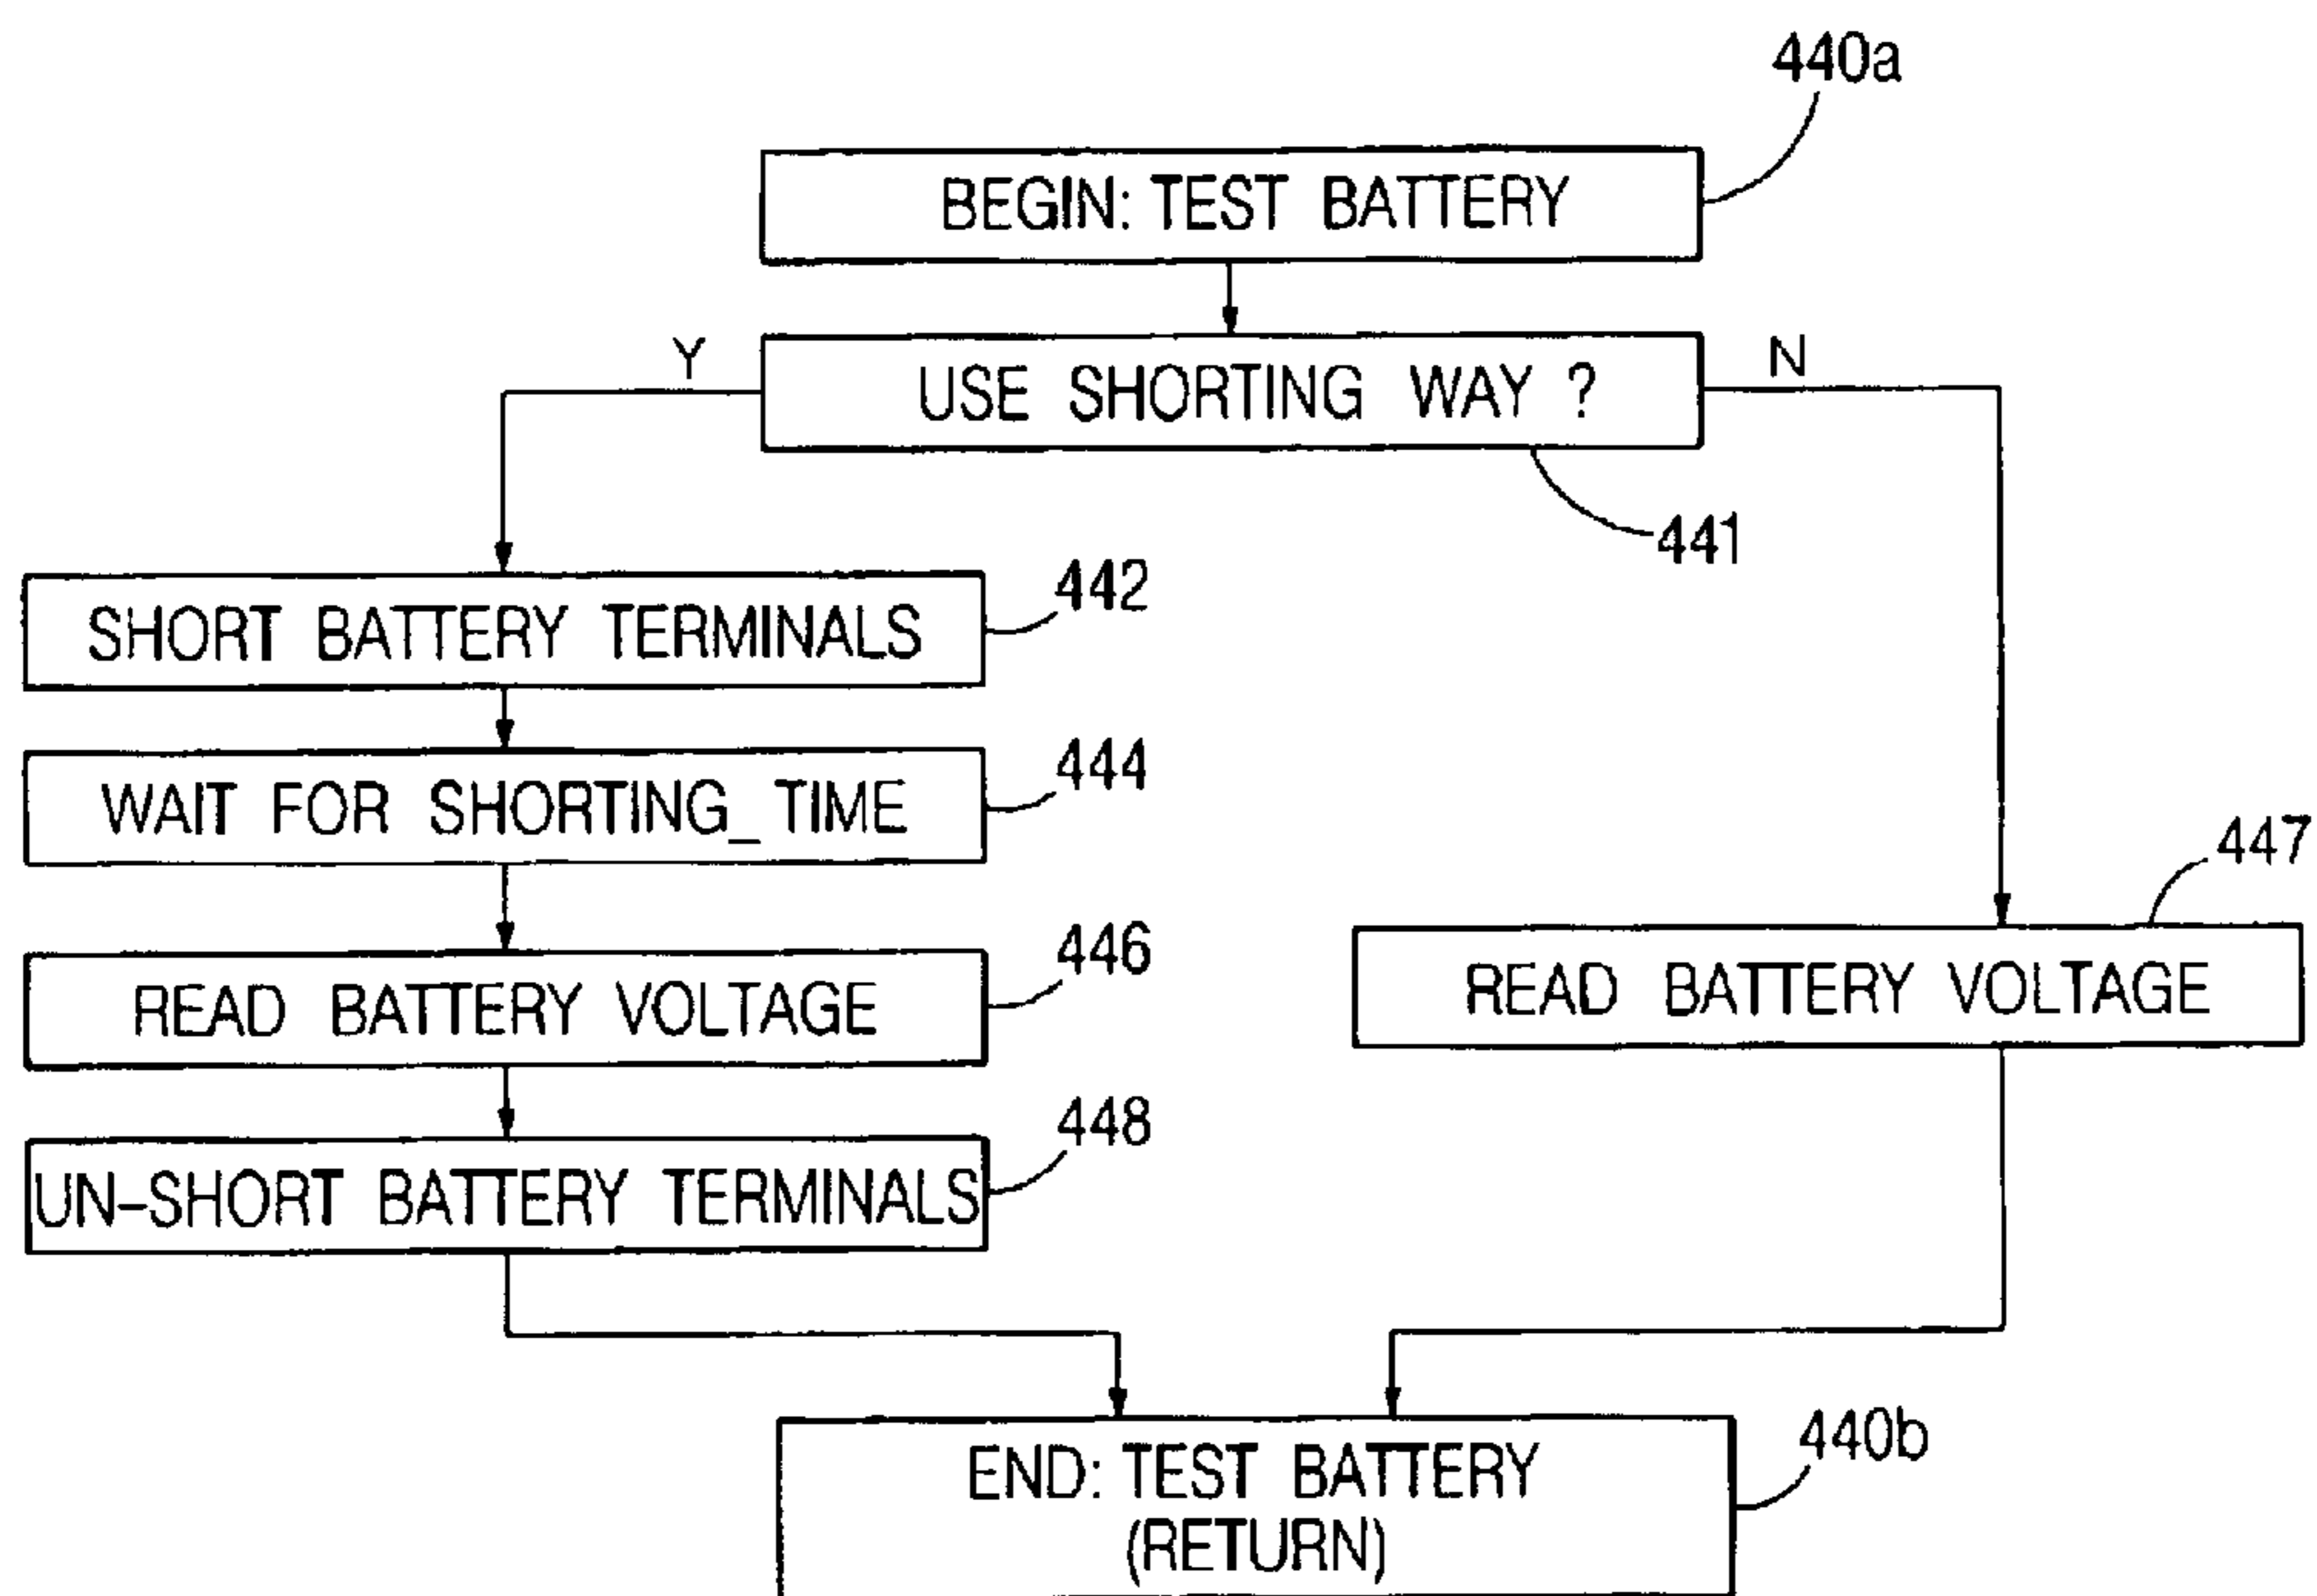 440a
BEGIN: TEST BATTERY
Y
USE SHORTING WAY ?
N
441
442
SHORT BATTERY TERMINALS
444
WAIT FOR SHORTING_TIME
447
446
READ BATTERY VOLTAGE
READ BATTERY VOLTAGE
448
UN-SHORT BATTERY TERMINALS
440b
END: TEST BATTERY
(RETURN)